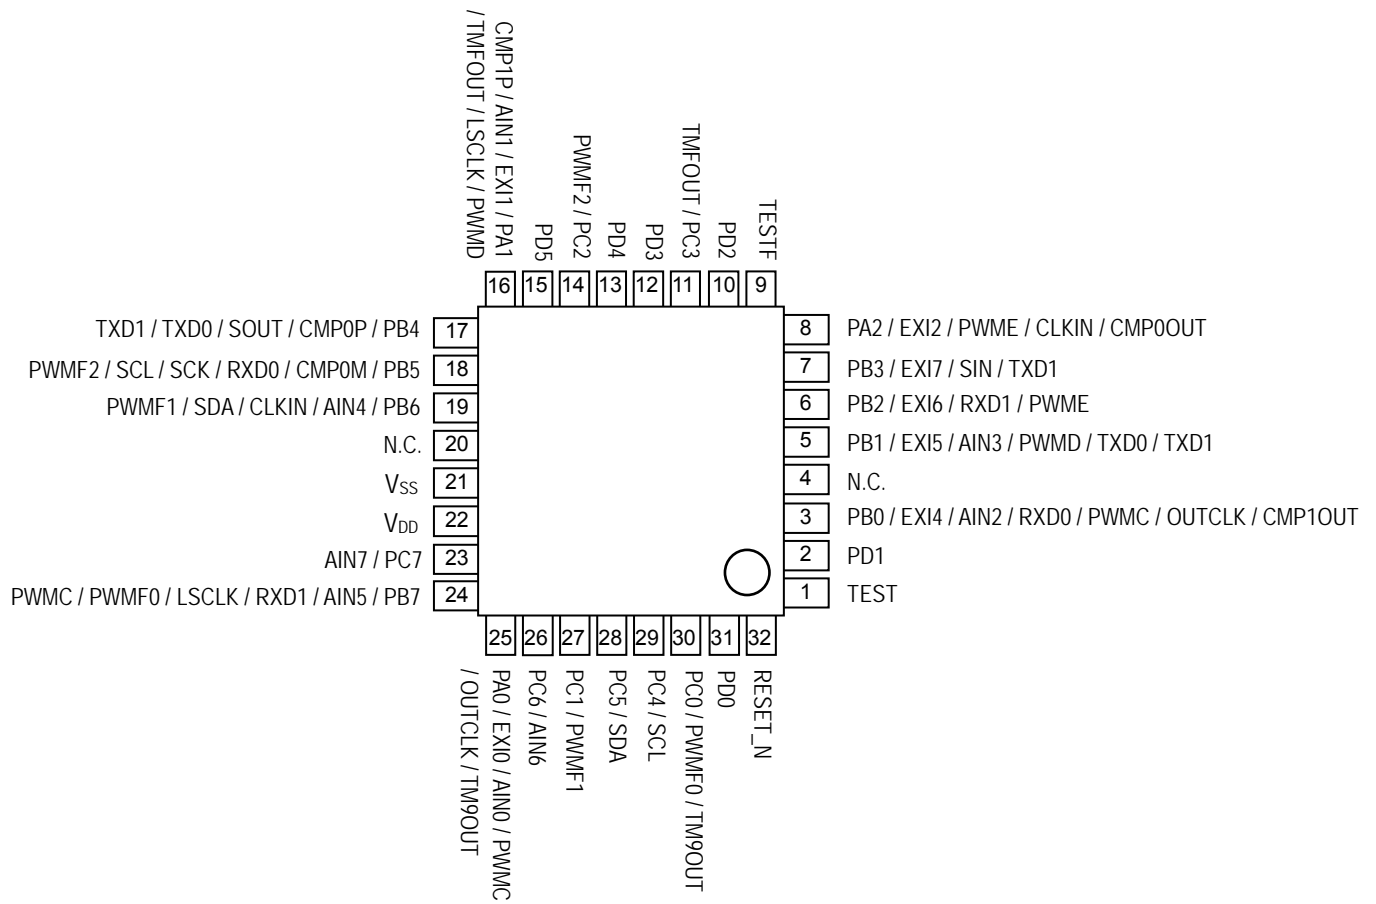 CMP1P / AIN1 / EXI1 / PA1
/ TMFOUT / LSCLK / PWMD
PD5
PWMF2 / PC2
PD4
PD3
TMFOUT / PC3
PD2
TESTF
16 15 14 13 12 11 10 9
TXD1 / TXD0 / SOUT / CMP0P / PB4 17
PWMF2 / SCL / SCK / RXD0 / CMP0M / PB5 18
PWMF1 / SDA / CLKIN / AIN4 / PB6 19
N.C. 20
VSS 21
VDD 22
AIN7 / PC7 23
PWMC / PWMF0 / LSCLK / RXD1 / AIN5 / PB7 24
8 PA2 / EXI2 / PWME / CLKIN / CMP0OUT
7 PB3 / EXI7 / SIN / TXD1
6 PB2 / EXI6 / RXD1 / PWME
5 PB1 / EXI5 / AIN3 / PWMD / TXD0 / TXD1
4 N.C.
3 PB0 / EXI4 / AIN2 / RXD0 / PWMC / OUTCLK / CMP1OUT
2 PD1
1 TEST
25 26 27 28 29 30 31 32
PA0 / EXI0 / AIN0 / PWMC
/ OUTCLK / TM9OUT
PC6 / AIN6
PC1 / PWMF1
PC5 / SDA
PC4 / SCL
PC0 / PWMF0 / TM9OUT
PD0
RESET_N